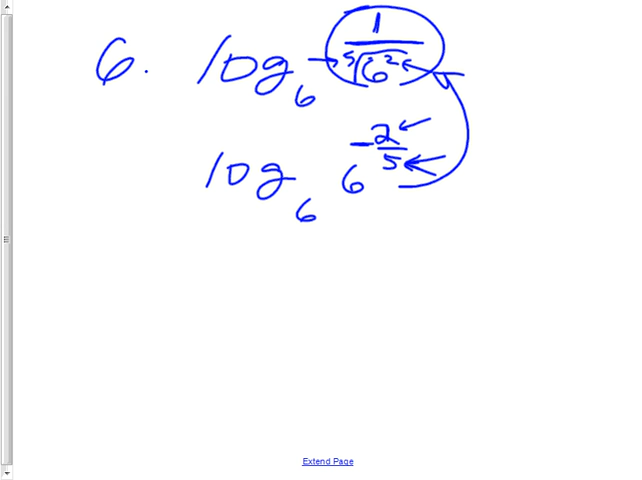 6. log₆ 1/⁵√6²
log₆ 6^(-2/5)
Extend Page